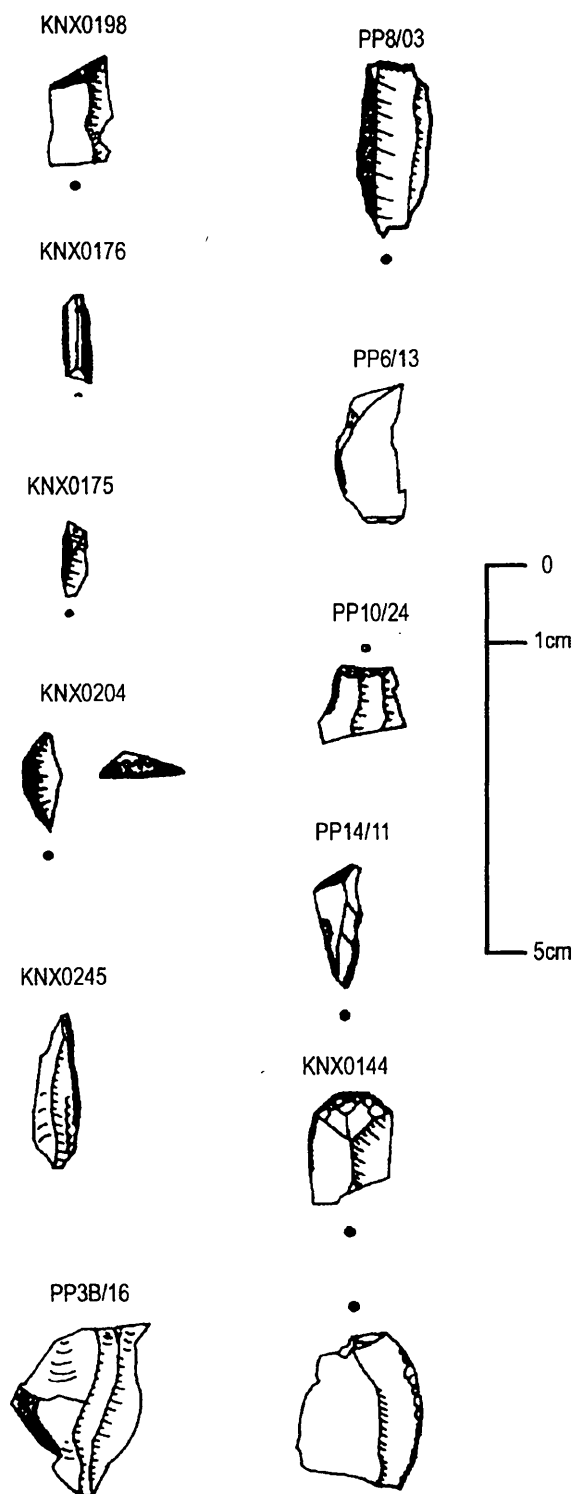 KNX0198
PP8/03
KNX0176
PP6/13
KNX0175
0
PP10/24
1cm
KNX0204
PP14/11
5cm
KNX0245
KNX0144
PP3B/16